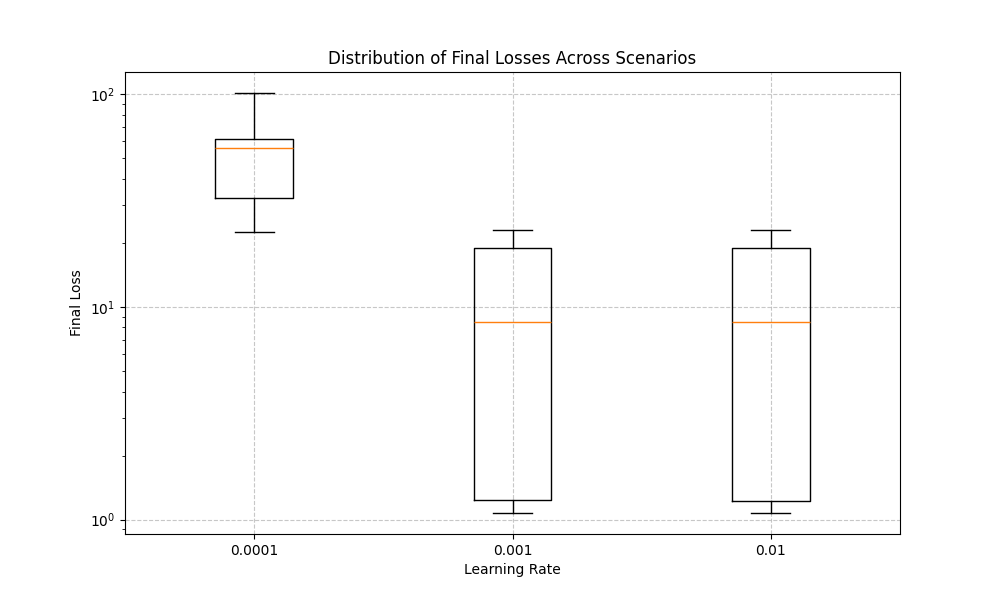 Distribution of Final Losses Across Scenarios
10²
10¹
10⁰
Final Loss
0.0001 0.001 0.01
Learning Rate